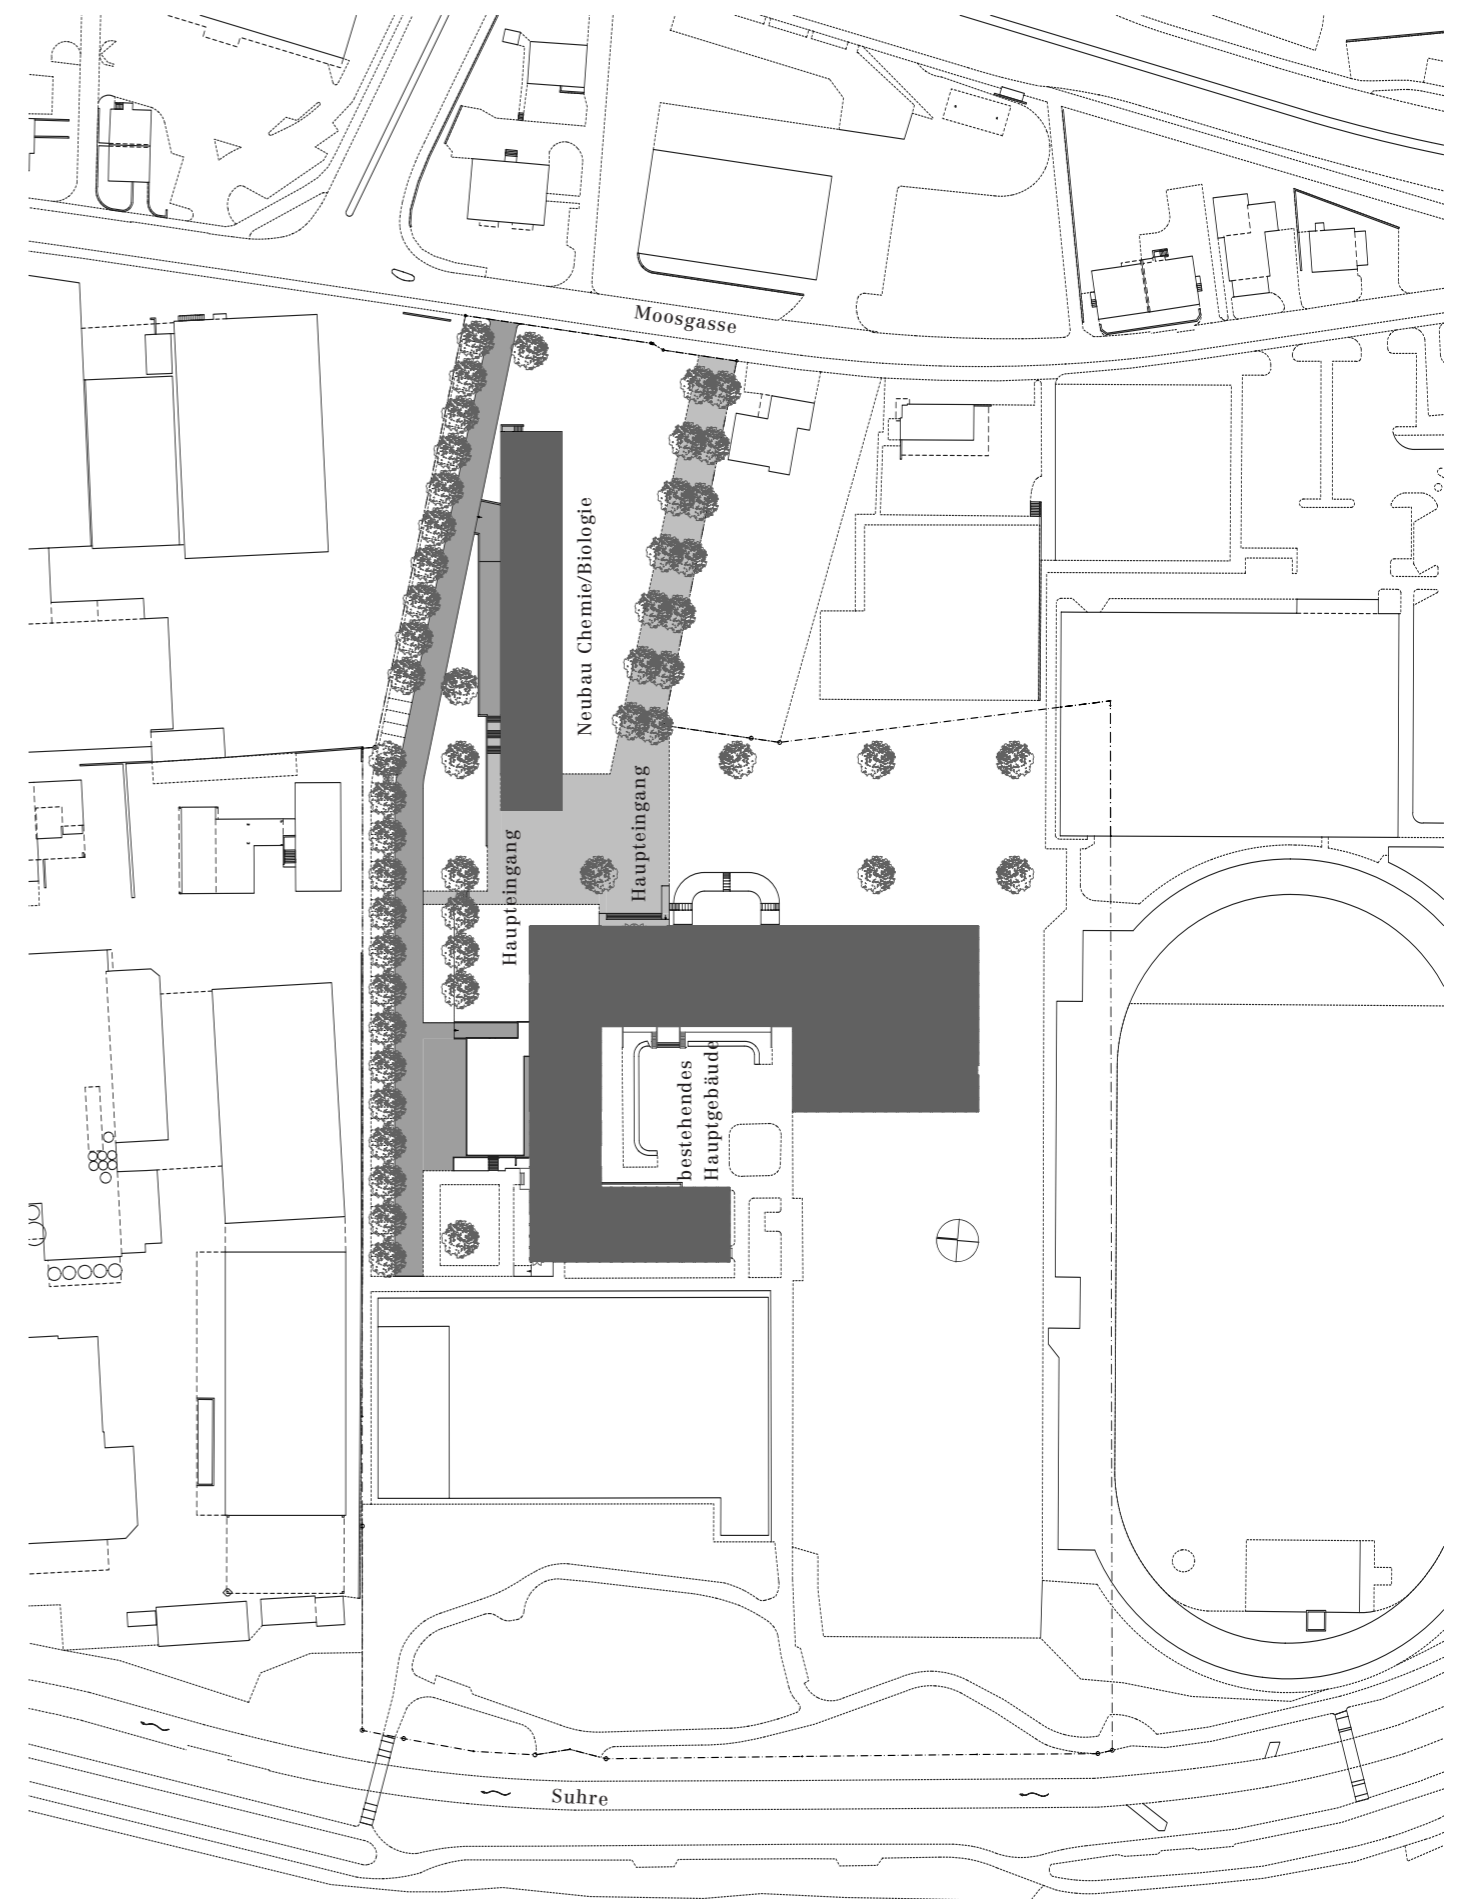 Moosgasse
Neubau Chemie/Biologie
Haupteingang
Haupteingang
bestehendes
Hauptgebäude
Suhre